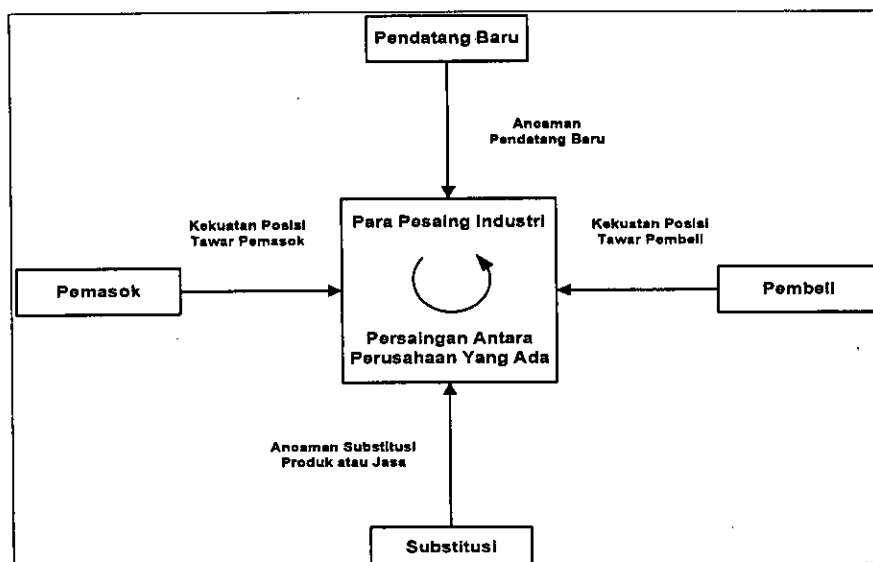 Pendatang Baru
Ancaman
Pendatang Baru
Kekuatan Posisi
Tawar Pemasok
Para Pesaing Industri
Kekuatan Posisi
Tawar Pembeli
Pemasok
Pembeli
Persaingan Antara
Perusahaan Yang Ada
Ancaman Substitusi
Produk atau Jasa
Substitusi